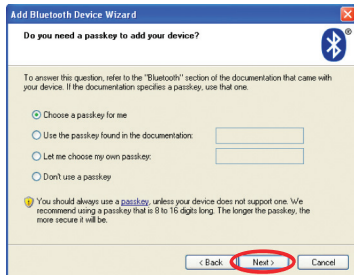 Add Bluetooth Device Wizard
Do you need a passkey to add your device?
To answer this question, refer to the "Bluetooth" section of the documentation that came with
your device. If the documentation specifies a passkey, use that one.
Choose a passkey for me
Use the passkey found in the documentation:
Let me choose my own passkey:
Don't use a passkey
You should always use a passkey, unless your device does not support one. We
recommend using a passkey that is 8 to 16 digits long. The longer the passkey, the
more secure it will be.
< Back
Next >
Cancel